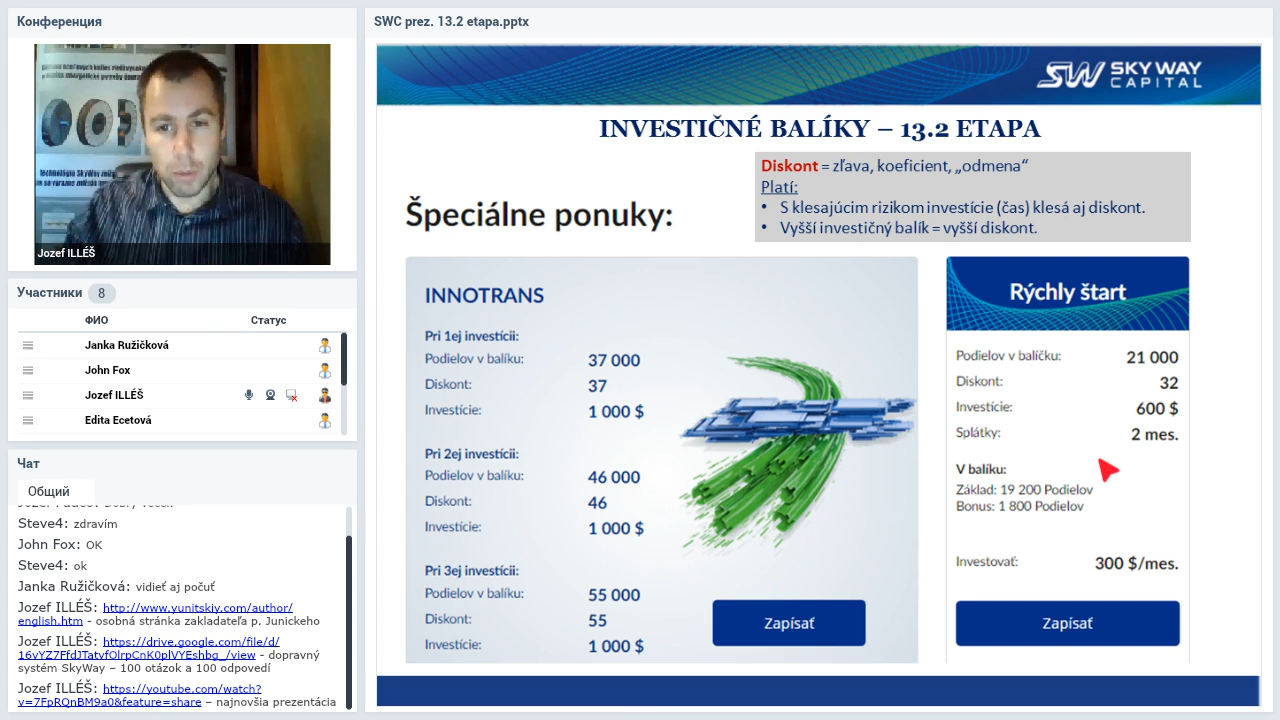 Конференция
Jozef ILLÉŠ
Участники 8
ФИО Статус
Janka Ružičková
John Fox
Jozef ILLÉŠ
Edita Ecetová
Чат
Общий
Steve4: zdravím
John Fox: OK
Steve4: ok
Janka Ružičková: vidieť aj počuť
Jozef ILLÉŠ: http://www.yunitskiy.com/author/
english.htm - osobná stránka zakladateľa p. Junickeho
Jozef ILLÉŠ: https://drive.google.com/file/d/
16vYZ7FfdJTatvfOlrpCnK0plVYEshbg_/view - dopravný
systém SkyWay – 100 otázok a 100 odpovedí
Jozef ILLÉŠ: https://youtube.com/watch?
v=7FpRQnBM9a0&feature=share – najnovšia prezentácia
SWC prez. 13.2 etapa.pptx
SW SKY WAY
CAPITAL
INVESTIČNÉ BALÍKY – 13.2 ETAPA
Diskont = zľava, koeficient, „odmena“
Platí:
• S klesajúcim rizikom investície (čas) klesá aj diskont.
• Vyšší investičný balík = vyšší diskont.
Špeciálne ponuky:
INNOTRANS
Pri 1ej investícii:
Podielov v balíku: 37 000
Diskont: 37
Investície: 1 000 $
Pri 2ej investícii:
Podielov v balíku: 46 000
Diskont: 46
Investície: 1 000 $
Pri 3ej investícii:
Podielov v balíku: 55 000
Diskont: 55
Investície: 1 000 $
Zapísať
Rýchly štart
Podielov v balíčku: 21 000
Diskont: 32
Investície: 600 $
Splátky: 2 mes.
V balíku:
Základ: 19 200 Podielov
Bonus: 1 800 Podielov
Investovať: 300 $/mes.
Zapísať